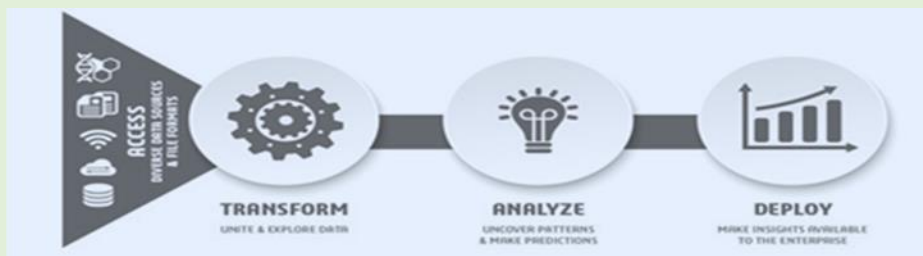 ACCESS
DIVERSE DATA SOURCES
& FILE FORMATS
TRANSFORM
UNITE & EXPLORE DATA
ANALYZE
UNCOVER PATTERNS
& MAKE PREDICTIONS
DEPLOY
MAKE INSIGHTS AVAILABLE
TO THE ENTERPRISE